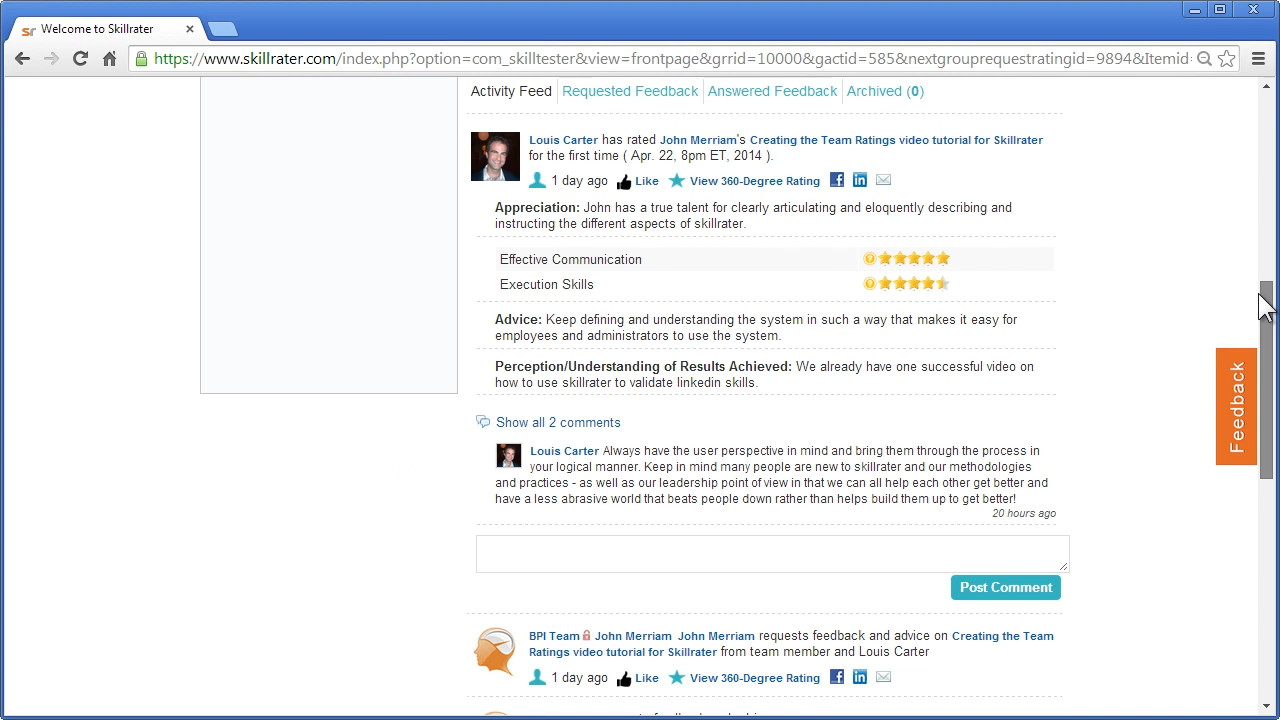 sr Welcome to Skillrater
https://www.skillrater.com/index.php?option=com_skilltester&view=frontpage&grrid=10000&gactid=585&nextgrouprequestratingid=9894&Itemid
Activity Feed Requested Feedback Answered Feedback Archived (0)
Louis Carter has rated John Merriam's Creating the Team Ratings video tutorial for Skillrater
for the first time ( Apr. 22, 8pm ET, 2014 ).
1 day ago Like View 360-Degree Rating
Appreciation: John has a true talent for clearly articulating and eloquently describing and
instructing the different aspects of skillrater.
Effective Communication
Execution Skills
Advice: Keep defining and understanding the system in such a way that makes it easy for
employees and administrators to use the system.
Perception/Understanding of Results Achieved: We already have one successful video on
how to use skillrater to validate linkedin skills.
Show all 2 comments
Louis Carter Always have the user perspective in mind and bring them through the process in
your logical manner. Keep in mind many people are new to skillrater and our methodologies
and practices - as well as our leadership point of view in that we can all help each other get better and
have a less abrasive world that beats people down rather than helps build them up to get better!
20 hours ago
Post Comment
BPI Team John Merriam John Merriam requests feedback and advice on Creating the Team
Ratings video tutorial for Skillrater from team member and Louis Carter
1 day ago Like View 360-Degree Rating
Feedback